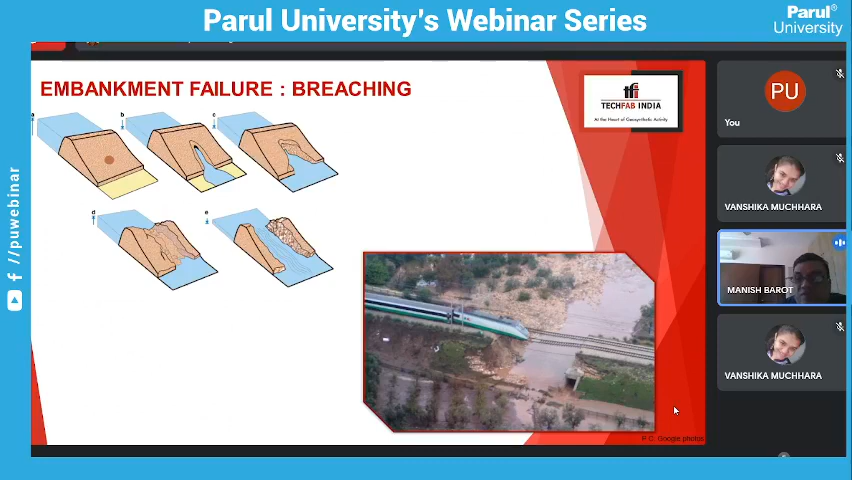 Parul University's Webinar Series
Parul®
University
EMBANKMENT FAILURE : BREACHING
a
b
c
d
e
tfi
TECHFAB INDIA
At the Heart of Geosynthetic Activity
PU
You
VANSHIKA MUCHHARA
MANISH BAROT
VANSHIKA MUCHHARA
P.C. Google photos
//puwebinar